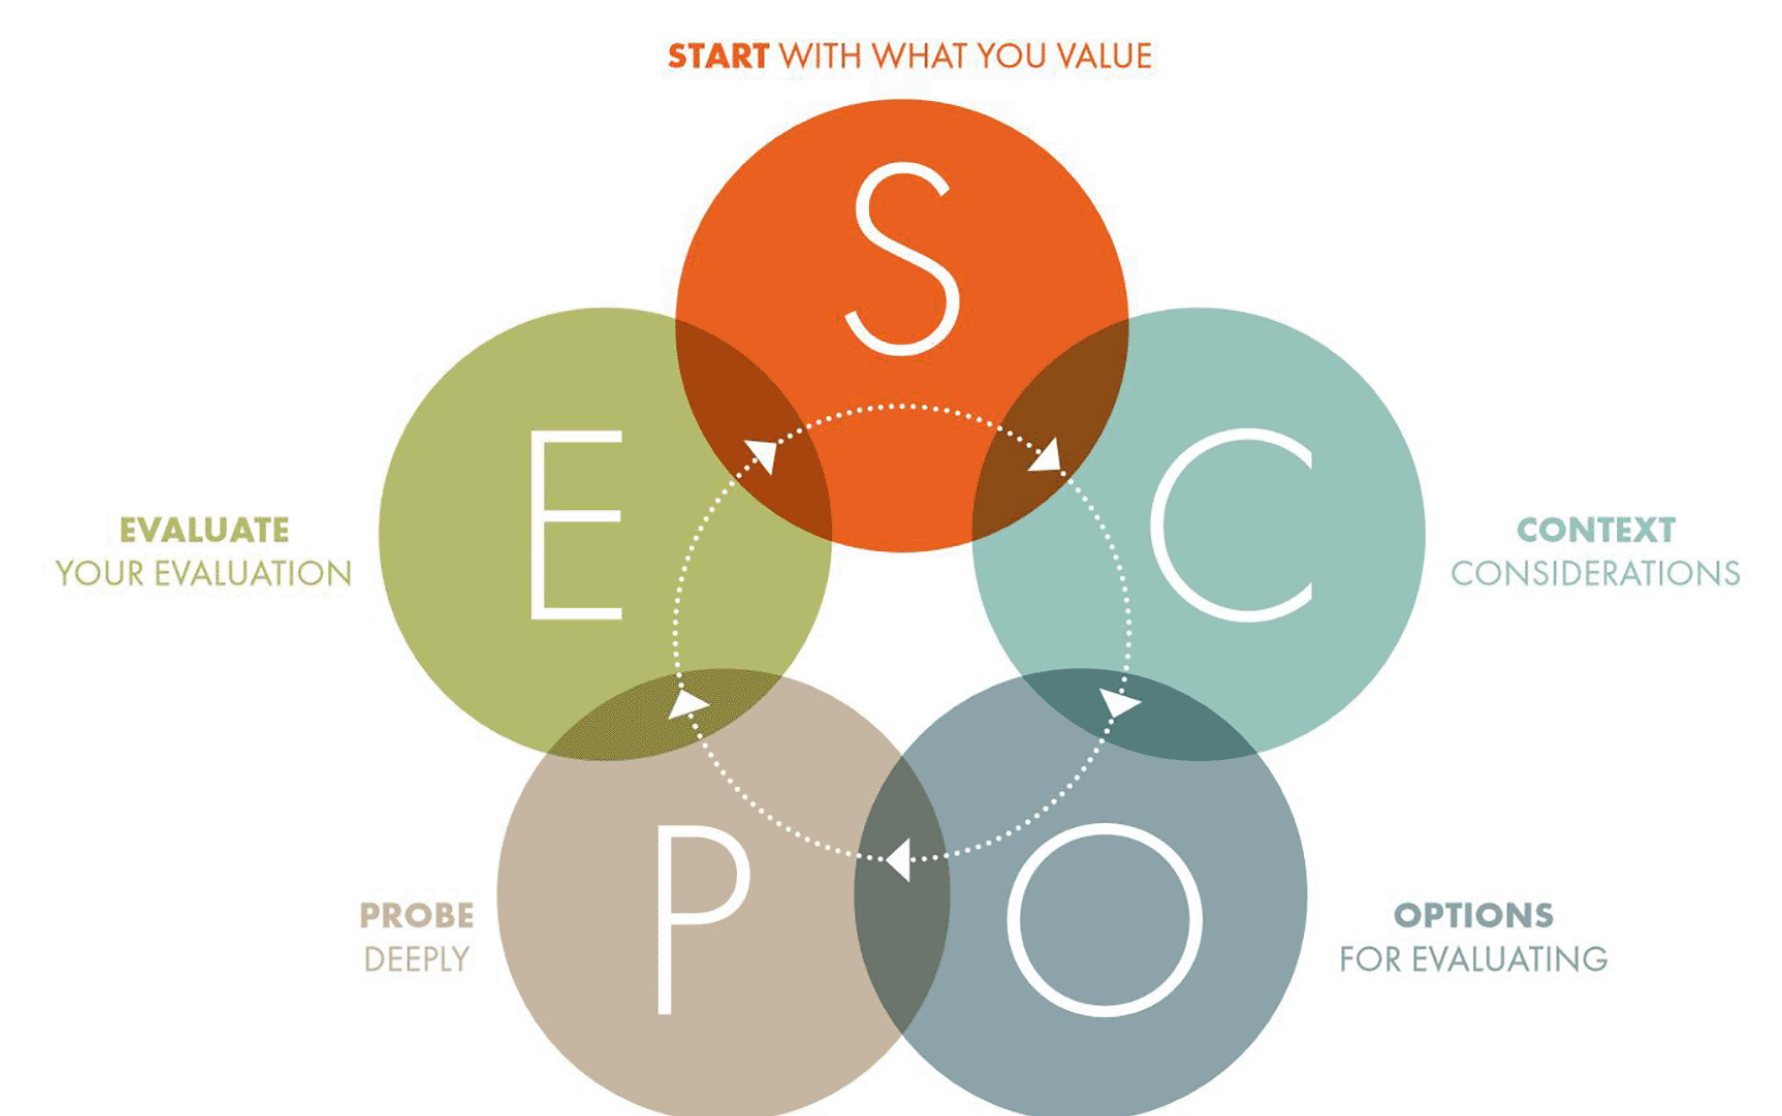 START WITH WHAT YOU VALUE
S
C
CONTEXT
CONSIDERATIONS
O
OPTIONS
FOR EVALUATING
P
PROBE
DEEPLY
E
EVALUATE
YOUR EVALUATION